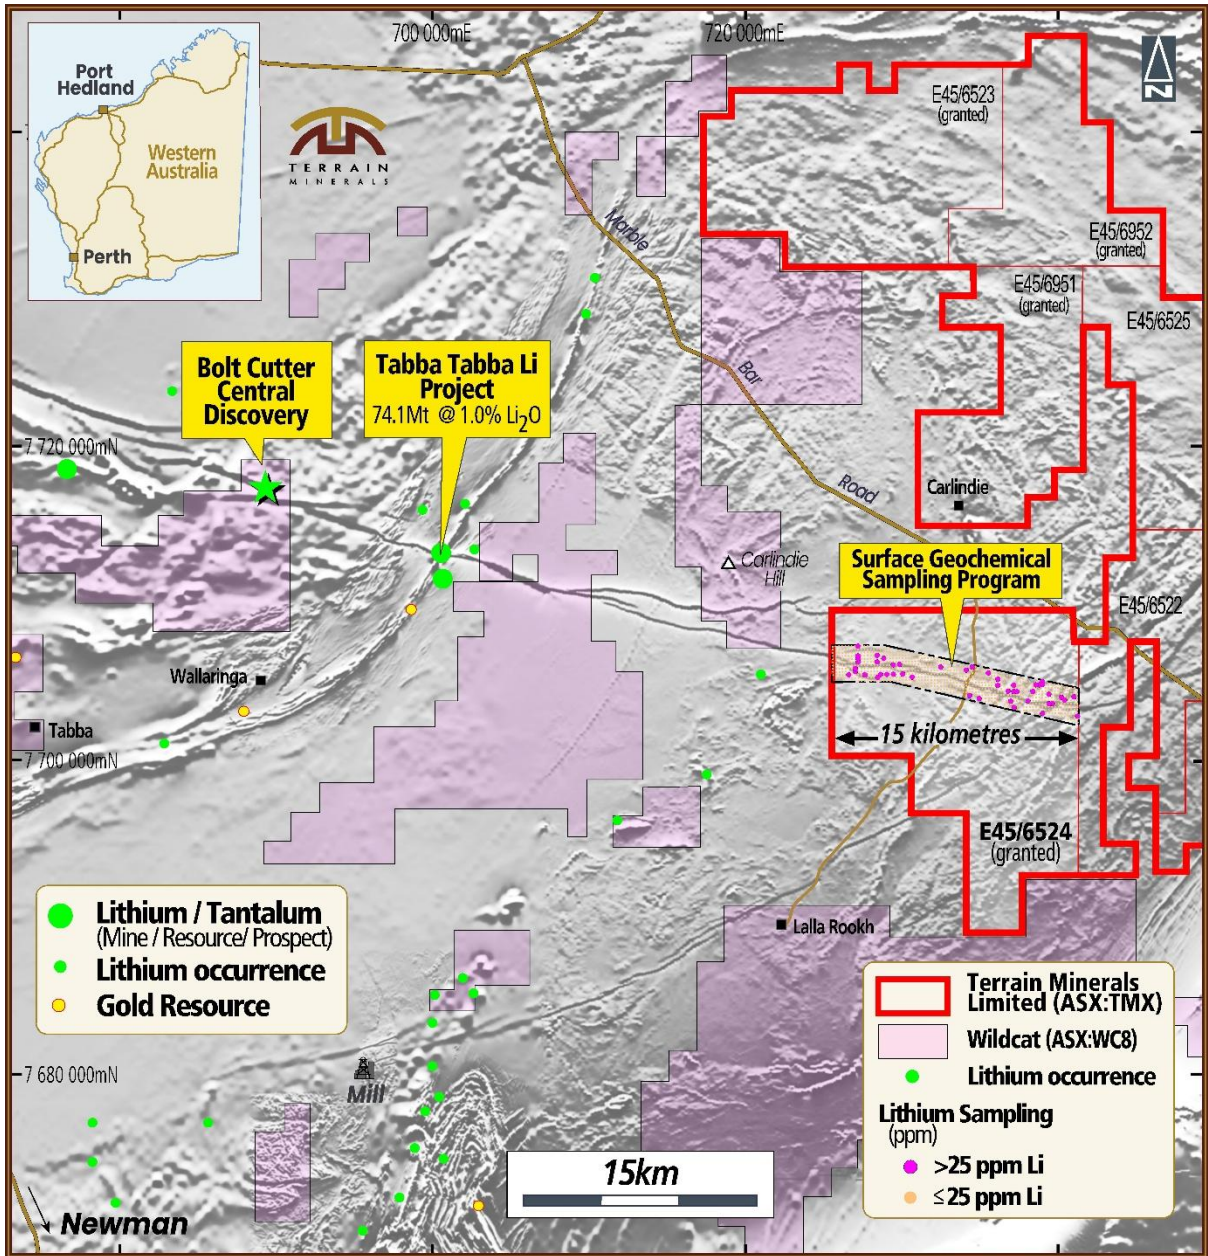 700 000mE
720 000mE
Port
Hedland
Western
Australia
Perth
TERRAIN
MINERALS
N
E45/6523
(granted)
E45/6952
(granted)
E45/6951
(granted)
E45/6525
Marble
Bar
Road
Bolt Cutter
Central
Discovery
Tabba Tabba Li
Project
74.1Mt @ 1.0% Li₂O
7 720 000mN
Carlindie
Carlindie
Hill
Surface Geochemical
Sampling Program
E45/6522
Wallaringa
Tabba
15 kilometres
7 700 000mN
E45/6524
(granted)
Lalla Rookh
Lithium / Tantalum
(Mine / Resource/ Prospect)
Lithium occurrence
Gold Resource
7 680 000mN
Mill
Newman
15km
Terrain Minerals
Limited (ASX:TMX)
Wildcat (ASX:WC8)
Lithium occurrence
Lithium Sampling
(ppm)
>25 ppm Li
≤25 ppm Li